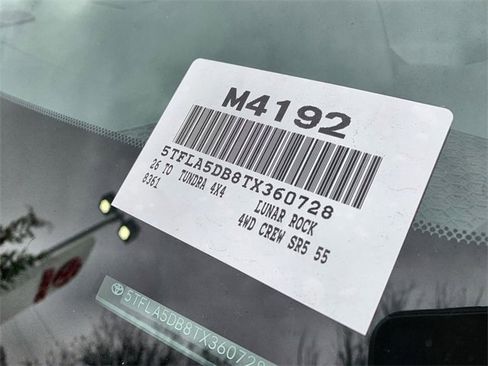 M4192
5TFLA5DB8TX360728
26 TO TUNDRA 4X4 LUNAR ROCK
8361 4WD CREW SR5 55
5TFLA5DB8TX360728